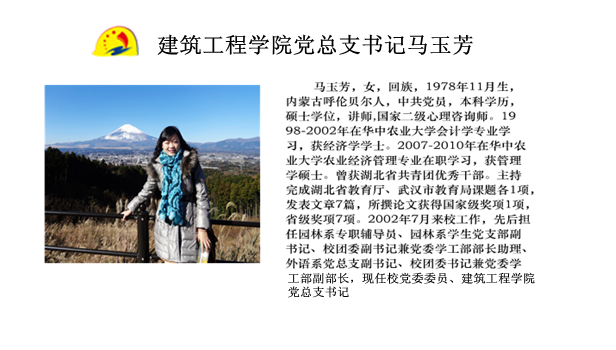 建筑工程学院党总支书记马玉芳
马玉芳，女，回族，1978年11月生，
内蒙古呼伦贝尔人，中共党员，本科学历，
硕士学位，讲师,国家二级心理咨询师。19
98-2002年在华中农业大学会计学专业学
习，获经济学学士。2007-2010年在华中农
业大学农业经济管理专业在职学习，获管理
学硕士。曾获湖北省共青团优秀干部。主持
完成湖北省教育厅、武汉市教育局课题各1项，
发表文章7篇，所撰论文获得国家级奖项1项，
省级奖项7项。2002年7月来校工作，先后担
任园林系专职辅导员、园林系学生党支部副
书记、校团委副书记兼党委学工部部长助理、
外语系党总支副书记、校团委书记兼党委学
工部副部长，现任校党委委员、建筑工程学院
党总支书记